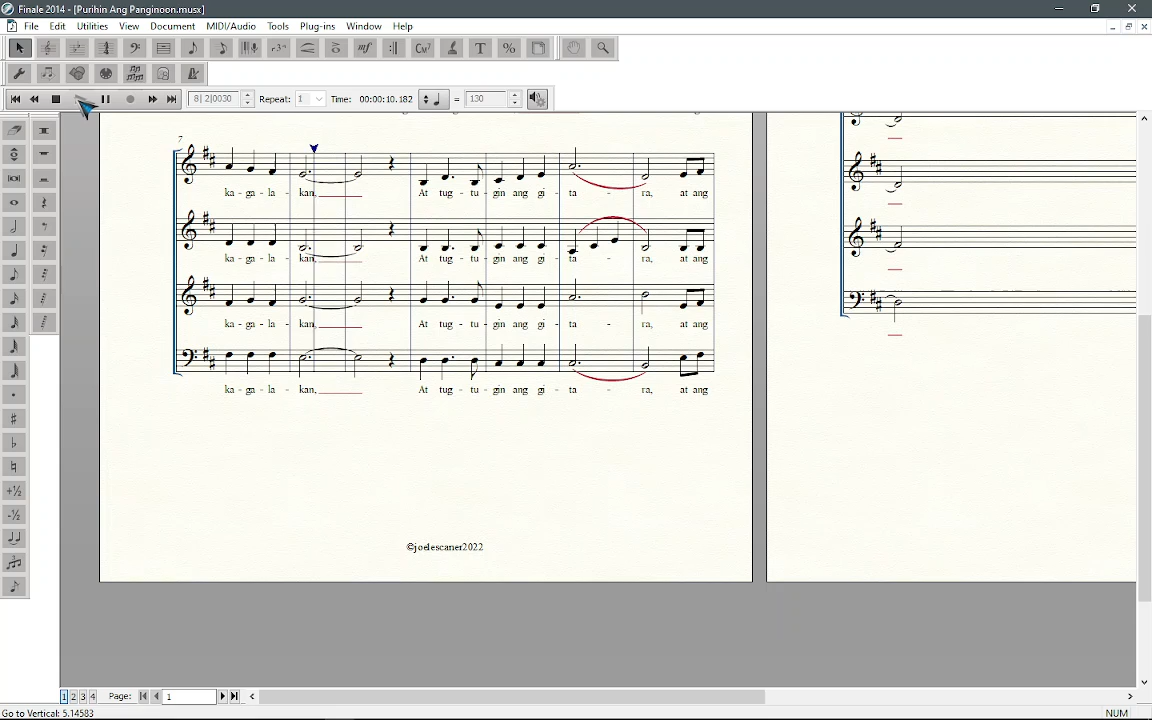 Finale 2014 - [Purihin Ang Panginoon.musx]
File Edit Utilities View Document MIDI/Audio Tools Plug-ins Window Help
8| 2|0030 Repeat: 1 Time: 00:00:10.182 = 130
7
ka - ga - la - kan, At tug - tu - gin ang gi - ta - ra, at ang
ka - ga - la - kan, At tug - tu - gin ang gi - ta - ra, at ang
ka - ga - la - kan, At tug - tu - gin ang gi - ta - ra, at ang
ka - ga - la - kan, At tug - tu - gin ang gi - ta - ra, at ang
©joelescaner2022
1 2 3 4 Page: 1
Go to Vertical: 5.14583 NUM